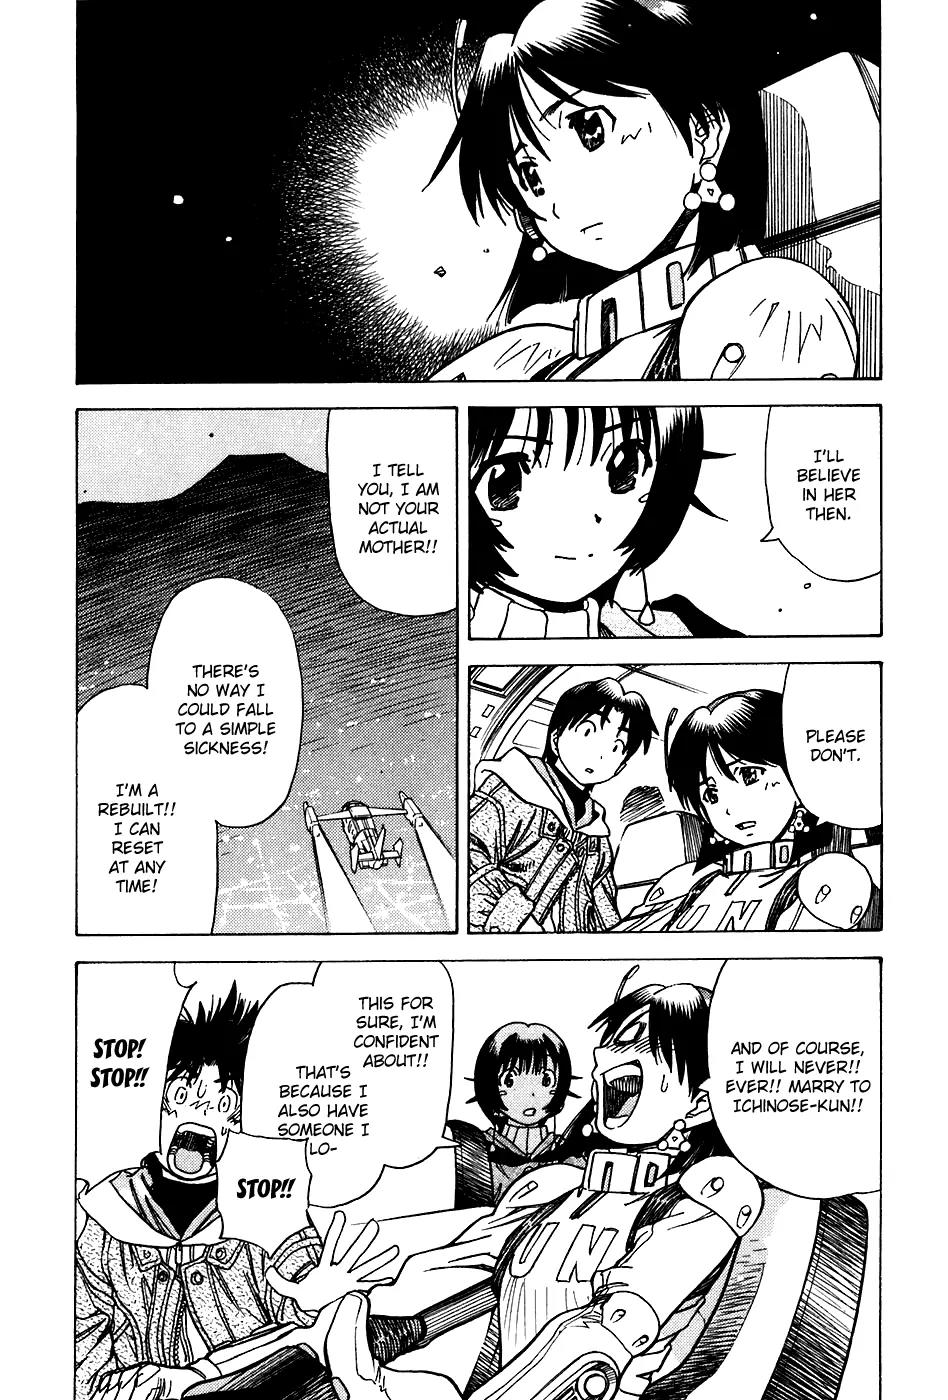 I'LL
BELIEVE
IN HER
THEN.
I TELL
YOU, I AM
NOT YOUR
ACTUAL
MOTHER!!
THERE'S
NO WAY I
COULD FALL
TO A SIMPLE
SICKNESS!
I'M A
REBUILT!!
I CAN
RESET
AT ANY
TIME!
PLEASE
DON'T.
UN
AND OF COURSE,
I WILL NEVER!!
EVER!! MARRY TO
ICHINOSE-KUN!!
THIS FOR
SURE, I'M
CONFIDENT
ABOUT!!
THAT'S
BECAUSE I
ALSO HAVE
SOMEONE I
LO-
STOP!
STOP!!
STOP!!
UN